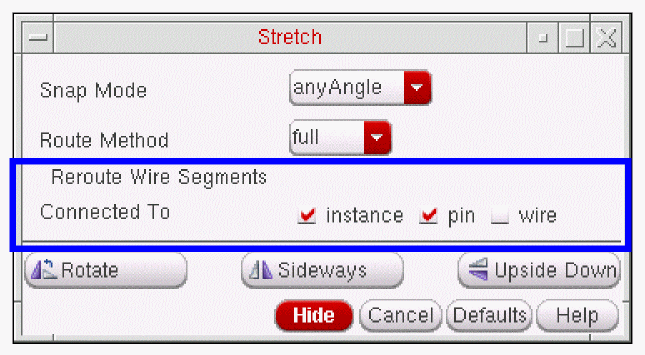 Stretch
Snap Mode anyAngle
Route Method full
Reroute Wire Segments
Connected To instance pin wire
Rotate Sideways Upside Down
Hide Cancel Defaults Help